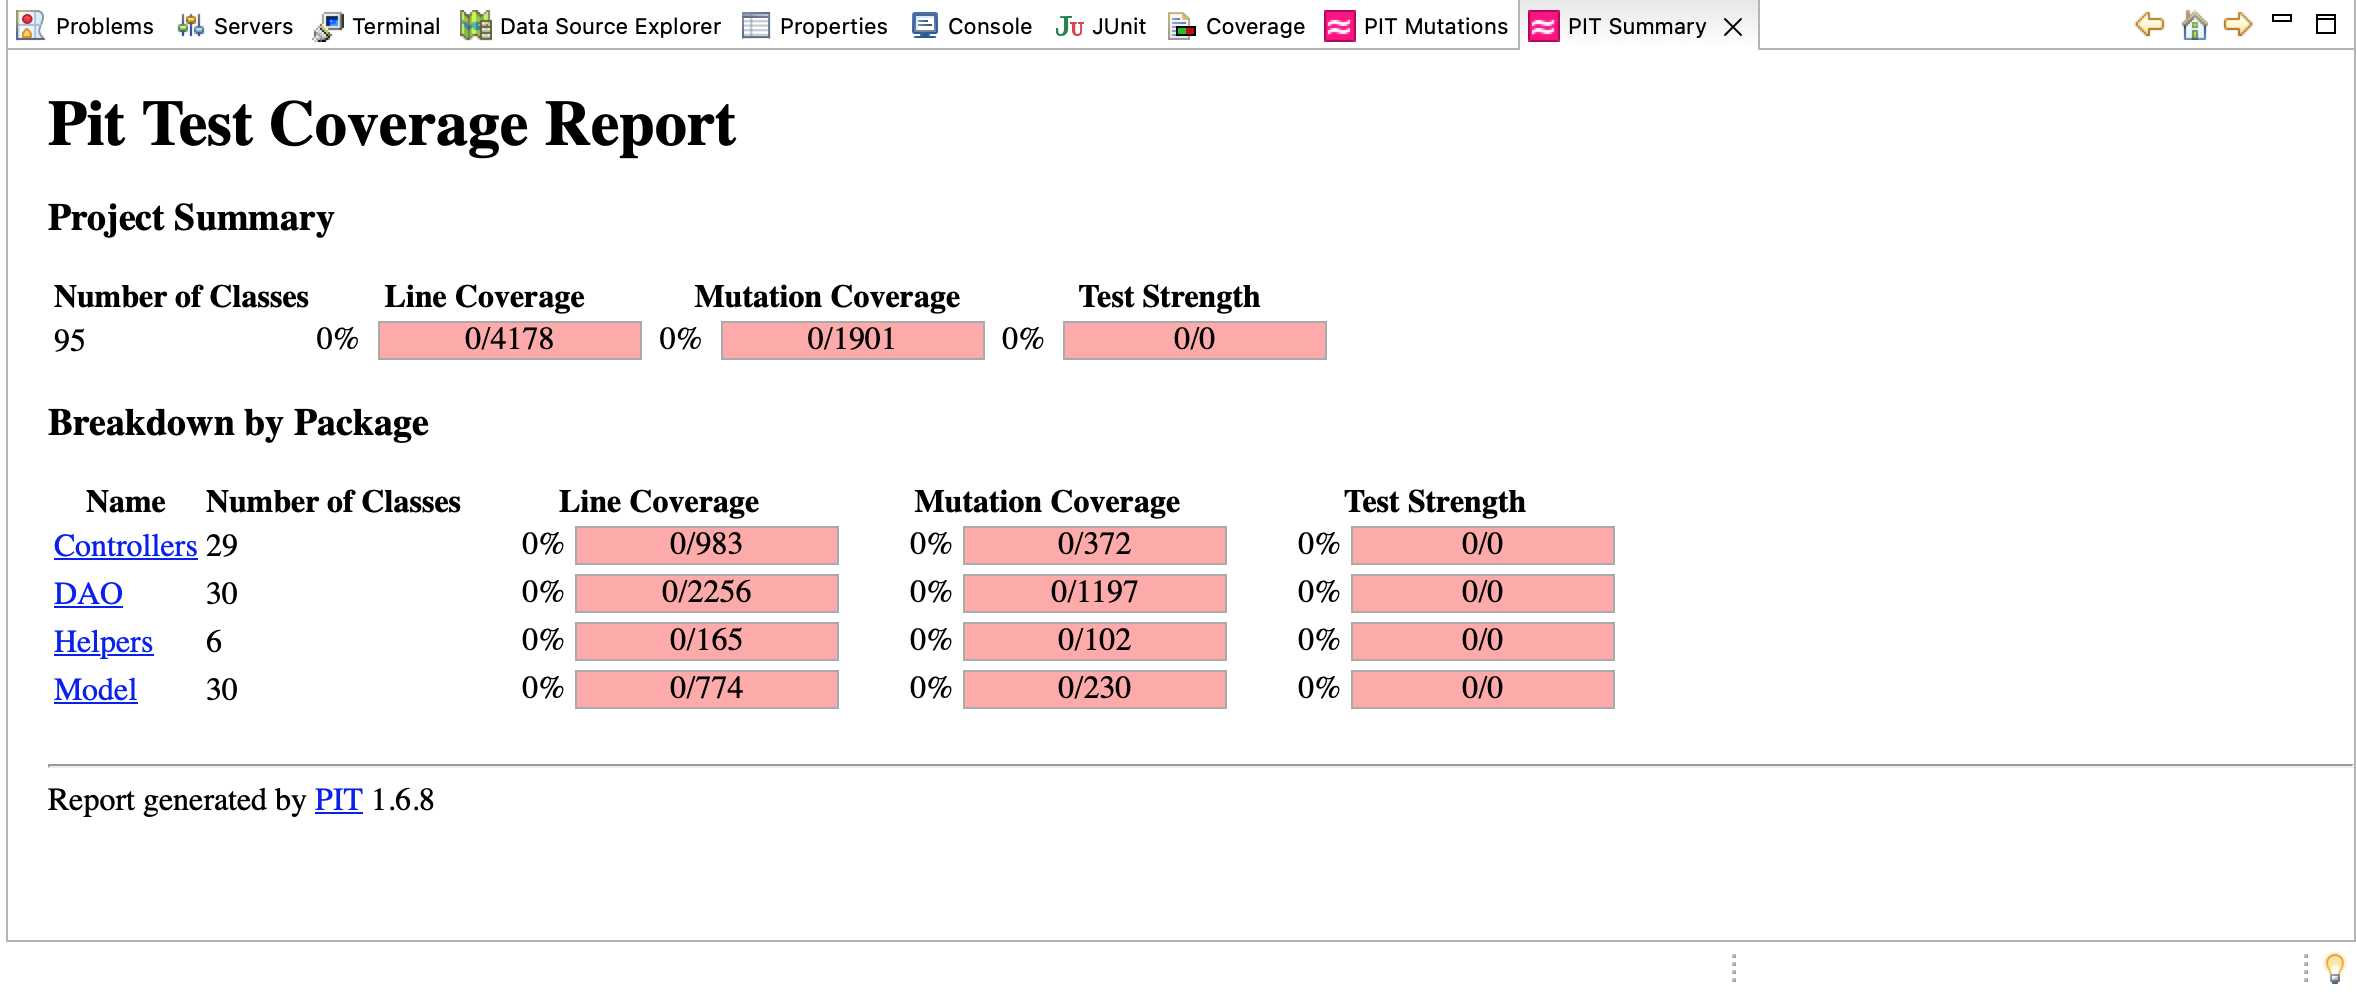 Problems Servers Terminal Data Source Explorer Properties Console JUnit Coverage PIT Mutations PIT Summary
Pit Test Coverage Report
Project Summary
Number of Classes Line Coverage Mutation Coverage Test Strength
95 0% 0/4178 0% 0/1901 0% 0/0
Breakdown by Package
Name Number of Classes Line Coverage Mutation Coverage Test Strength
Controllers 29 0% 0/983 0% 0/372 0% 0/0
DAO 30 0% 0/2256 0% 0/1197 0% 0/0
Helpers 6 0% 0/165 0% 0/102 0% 0/0
Model 30 0% 0/774 0% 0/230 0% 0/0
Report generated by PIT 1.6.8